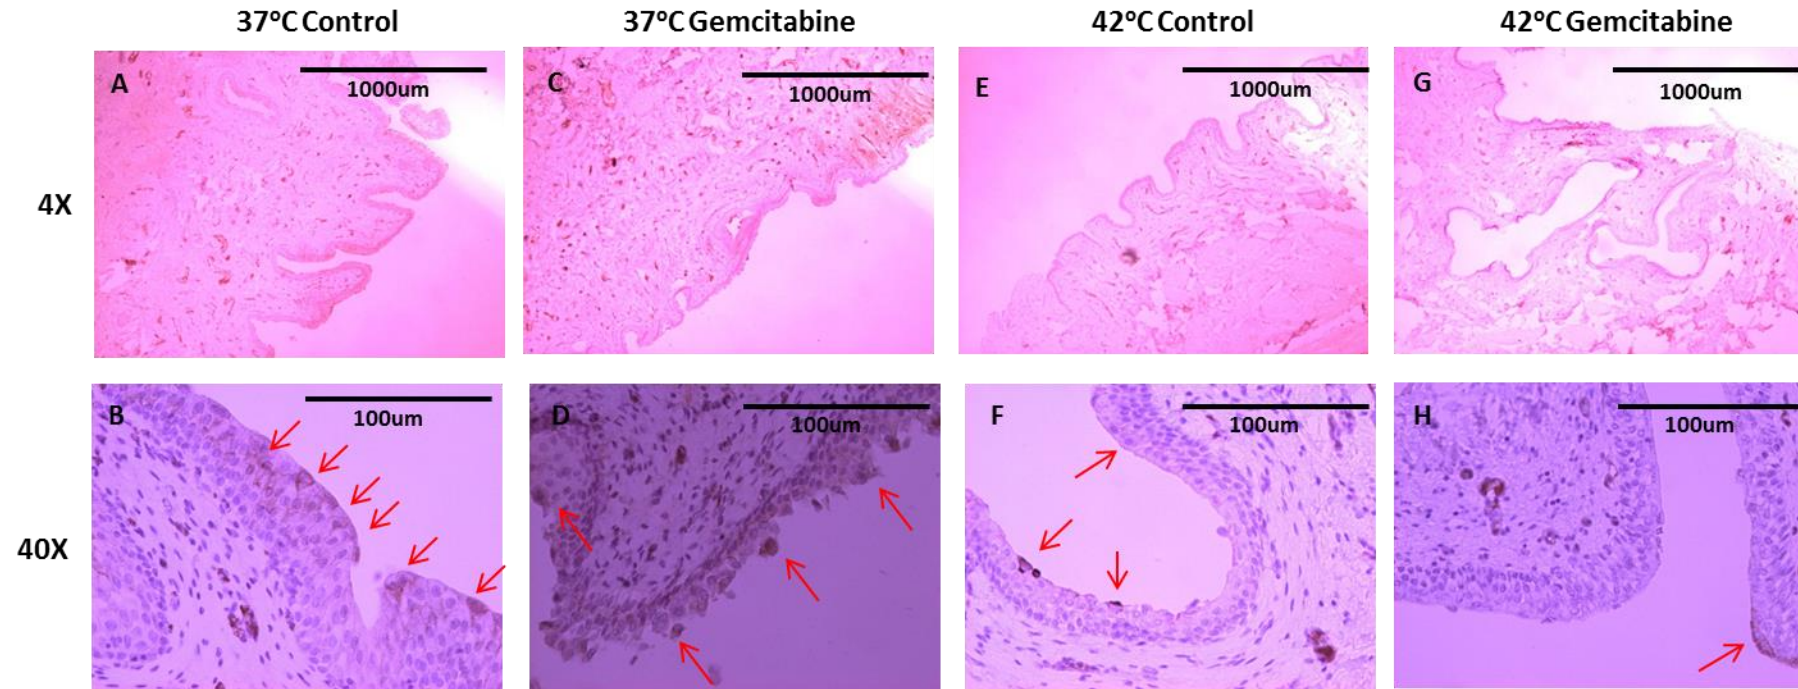 37°C Control
37°C Gemcitabine
42°C Control
42°C Gemcitabine
4X
A
1000um
C
1000um
E
1000um
G
1000um
40X
B
100um
D
100um
F
100um
H
100um